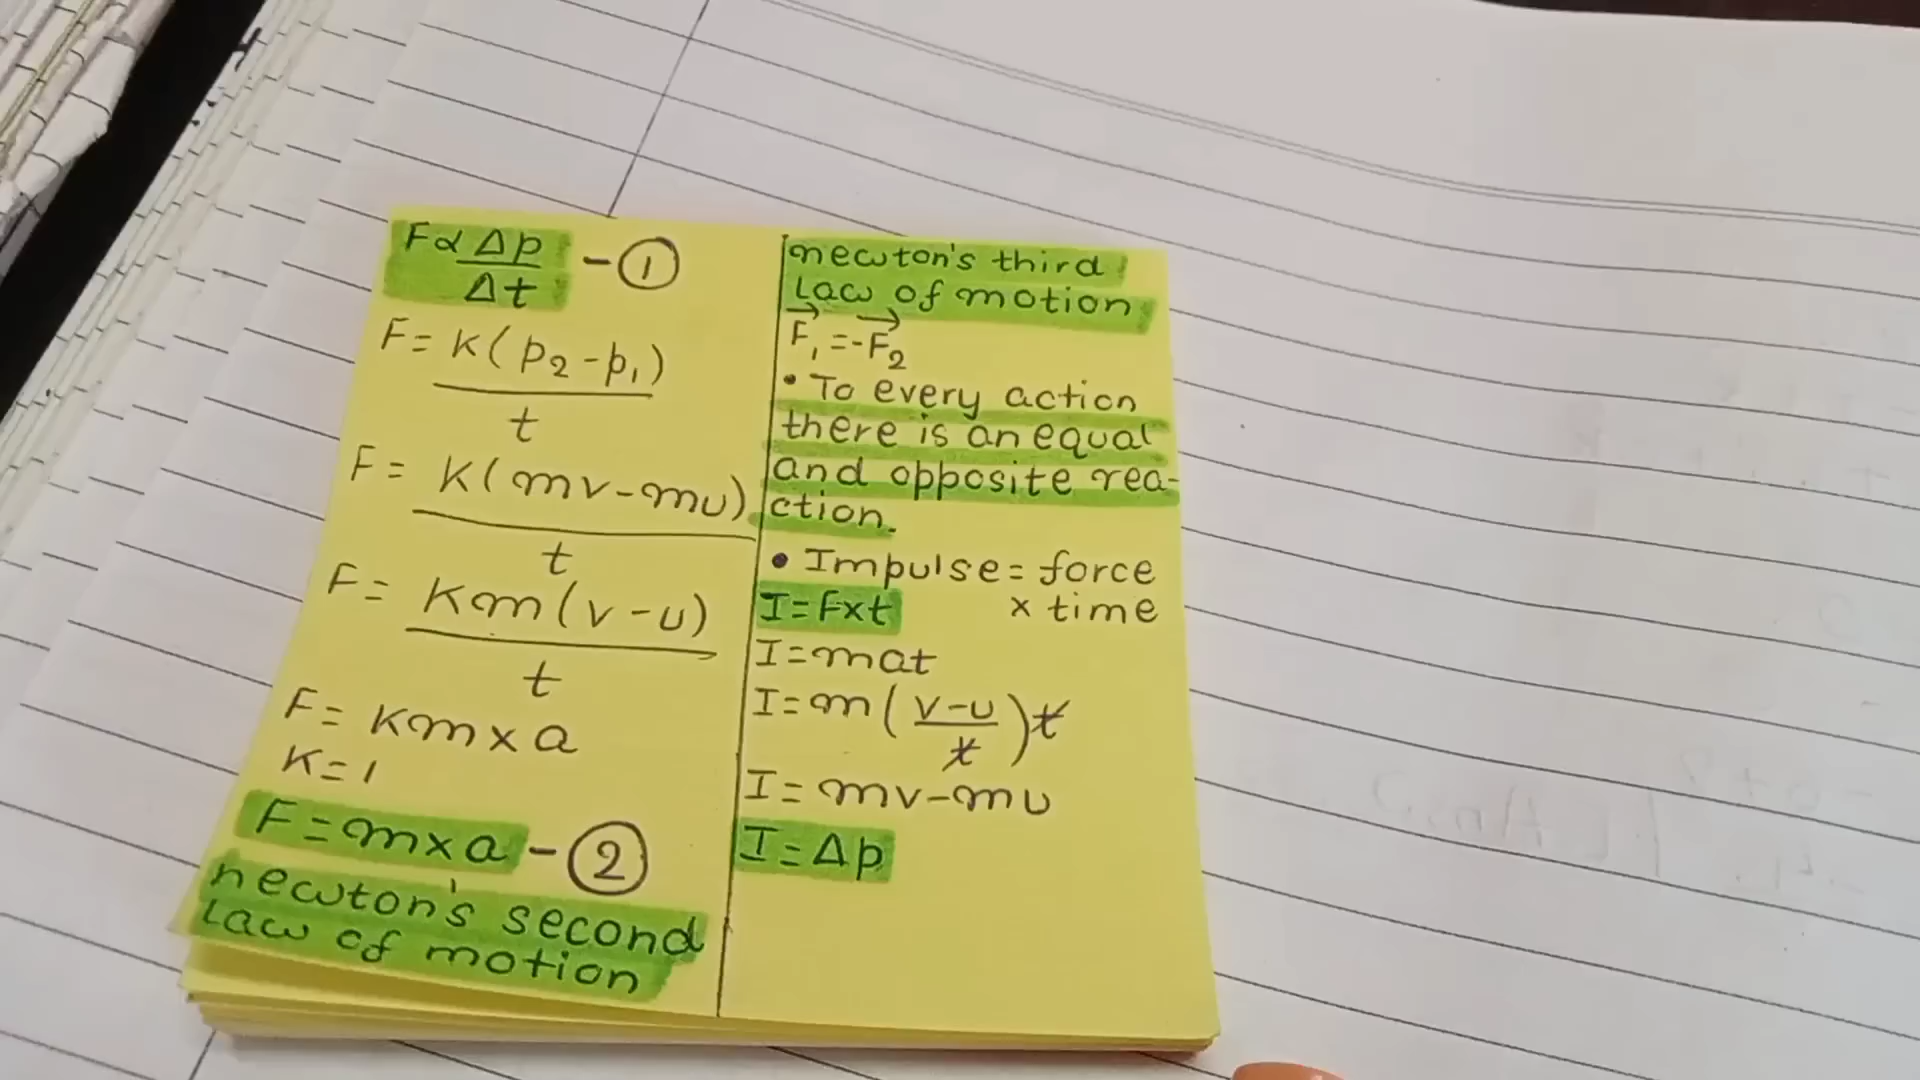 F∝ Δp/Δt -①
F= K(p₂-p₁)/t
F= K(mv-mu)/t
F= Km(v-u)/t
F= Km×a
K=1
F=m×a -②
newton's second
law of motion
newton's third
law of motion
F⃗₁=-F⃗₂
• To every action
there is an equal
and opposite rea-
ction.
• Impulse= force
× time
I=F×t
I=mat
I=m(v-u/t)t
I= mv-mu
I=Δp